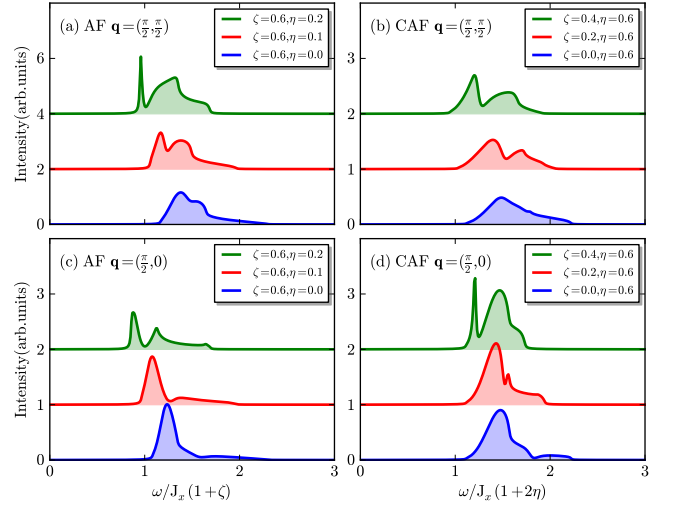 (a) AF q=(π/2,π/2)
ζ=0.6,η=0.2
ζ=0.6,η=0.1
ζ=0.6,η=0.0
Intensity(arb.units)
6
4
2
0
(b) CAF q=(π/2,π/2)
ζ=0.4,η=0.6
ζ=0.2,η=0.6
ζ=0.0,η=0.6
3
2
1
0
(c) AF q=(π/2,0)
ζ=0.6,η=0.2
ζ=0.6,η=0.1
ζ=0.6,η=0.0
Intensity(arb.units)
3
2
1
0
0 1 2 3
ω/Jₓ(1+ζ)
(d) CAF q=(π/2,0)
ζ=0.4,η=0.6
ζ=0.2,η=0.6
ζ=0.0,η=0.6
3
2
1
0
0 1 2 3
ω/Jₓ(1+2η)